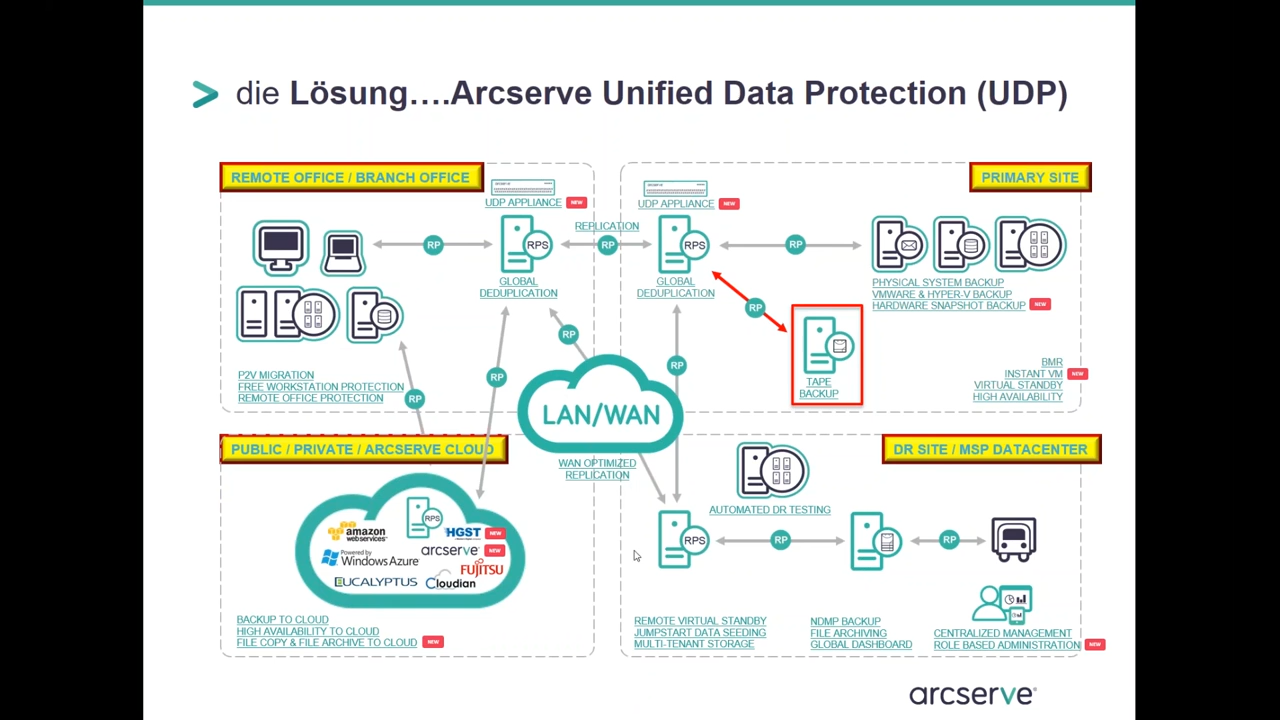 die Lösung….Arcserve Unified Data Protection (UDP)
REMOTE OFFICE / BRANCH OFFICE
UDP APPLIANCE NEW
RP
RPS
GLOBAL
DEDUPLICATION
P2V MIGRATION
FREE WORKSTATION PROTECTION
REMOTE OFFICE PROTECTION
RP
RP
RP
REPLICATION
RP
PRIMARY SITE
UDP APPLIANCE NEW
RPS
GLOBAL
DEDUPLICATION
RP
PHYSICAL SYSTEM BACKUP
VMWARE & HYPER-V BACKUP
HARDWARE SNAPSHOT BACKUP NEW
RP
TAPE
BACKUP
BMR
INSTANT VM NEW
VIRTUAL STANDBY
HIGH AVAILABILITY
RP
LAN/WAN
WAN OPTIMIZED
REPLICATION
PUBLIC / PRIVATE / ARCSERVE CLOUD
RPS
amazon
webservices™
HGST NEW
Powered by
Windows Azure
arcserve NEW
EUCALYPTUS
FUJITSU
Cloudian
BACKUP TO CLOUD
HIGH AVAILABILITY TO CLOUD
FILE COPY & FILE ARCHIVE TO CLOUD NEW
DR SITE / MSP DATACENTER
AUTOMATED DR TESTING
RPS
RP
RP
REMOTE VIRTUAL STANDBY
JUMPSTART DATA SEEDING
MULTI-TENANT STORAGE
NDMP BACKUP
FILE ARCHIVING
GLOBAL DASHBOARD
CENTRALIZED MANAGEMENT
ROLE BASED ADMINISTRATION NEW
arcserve®